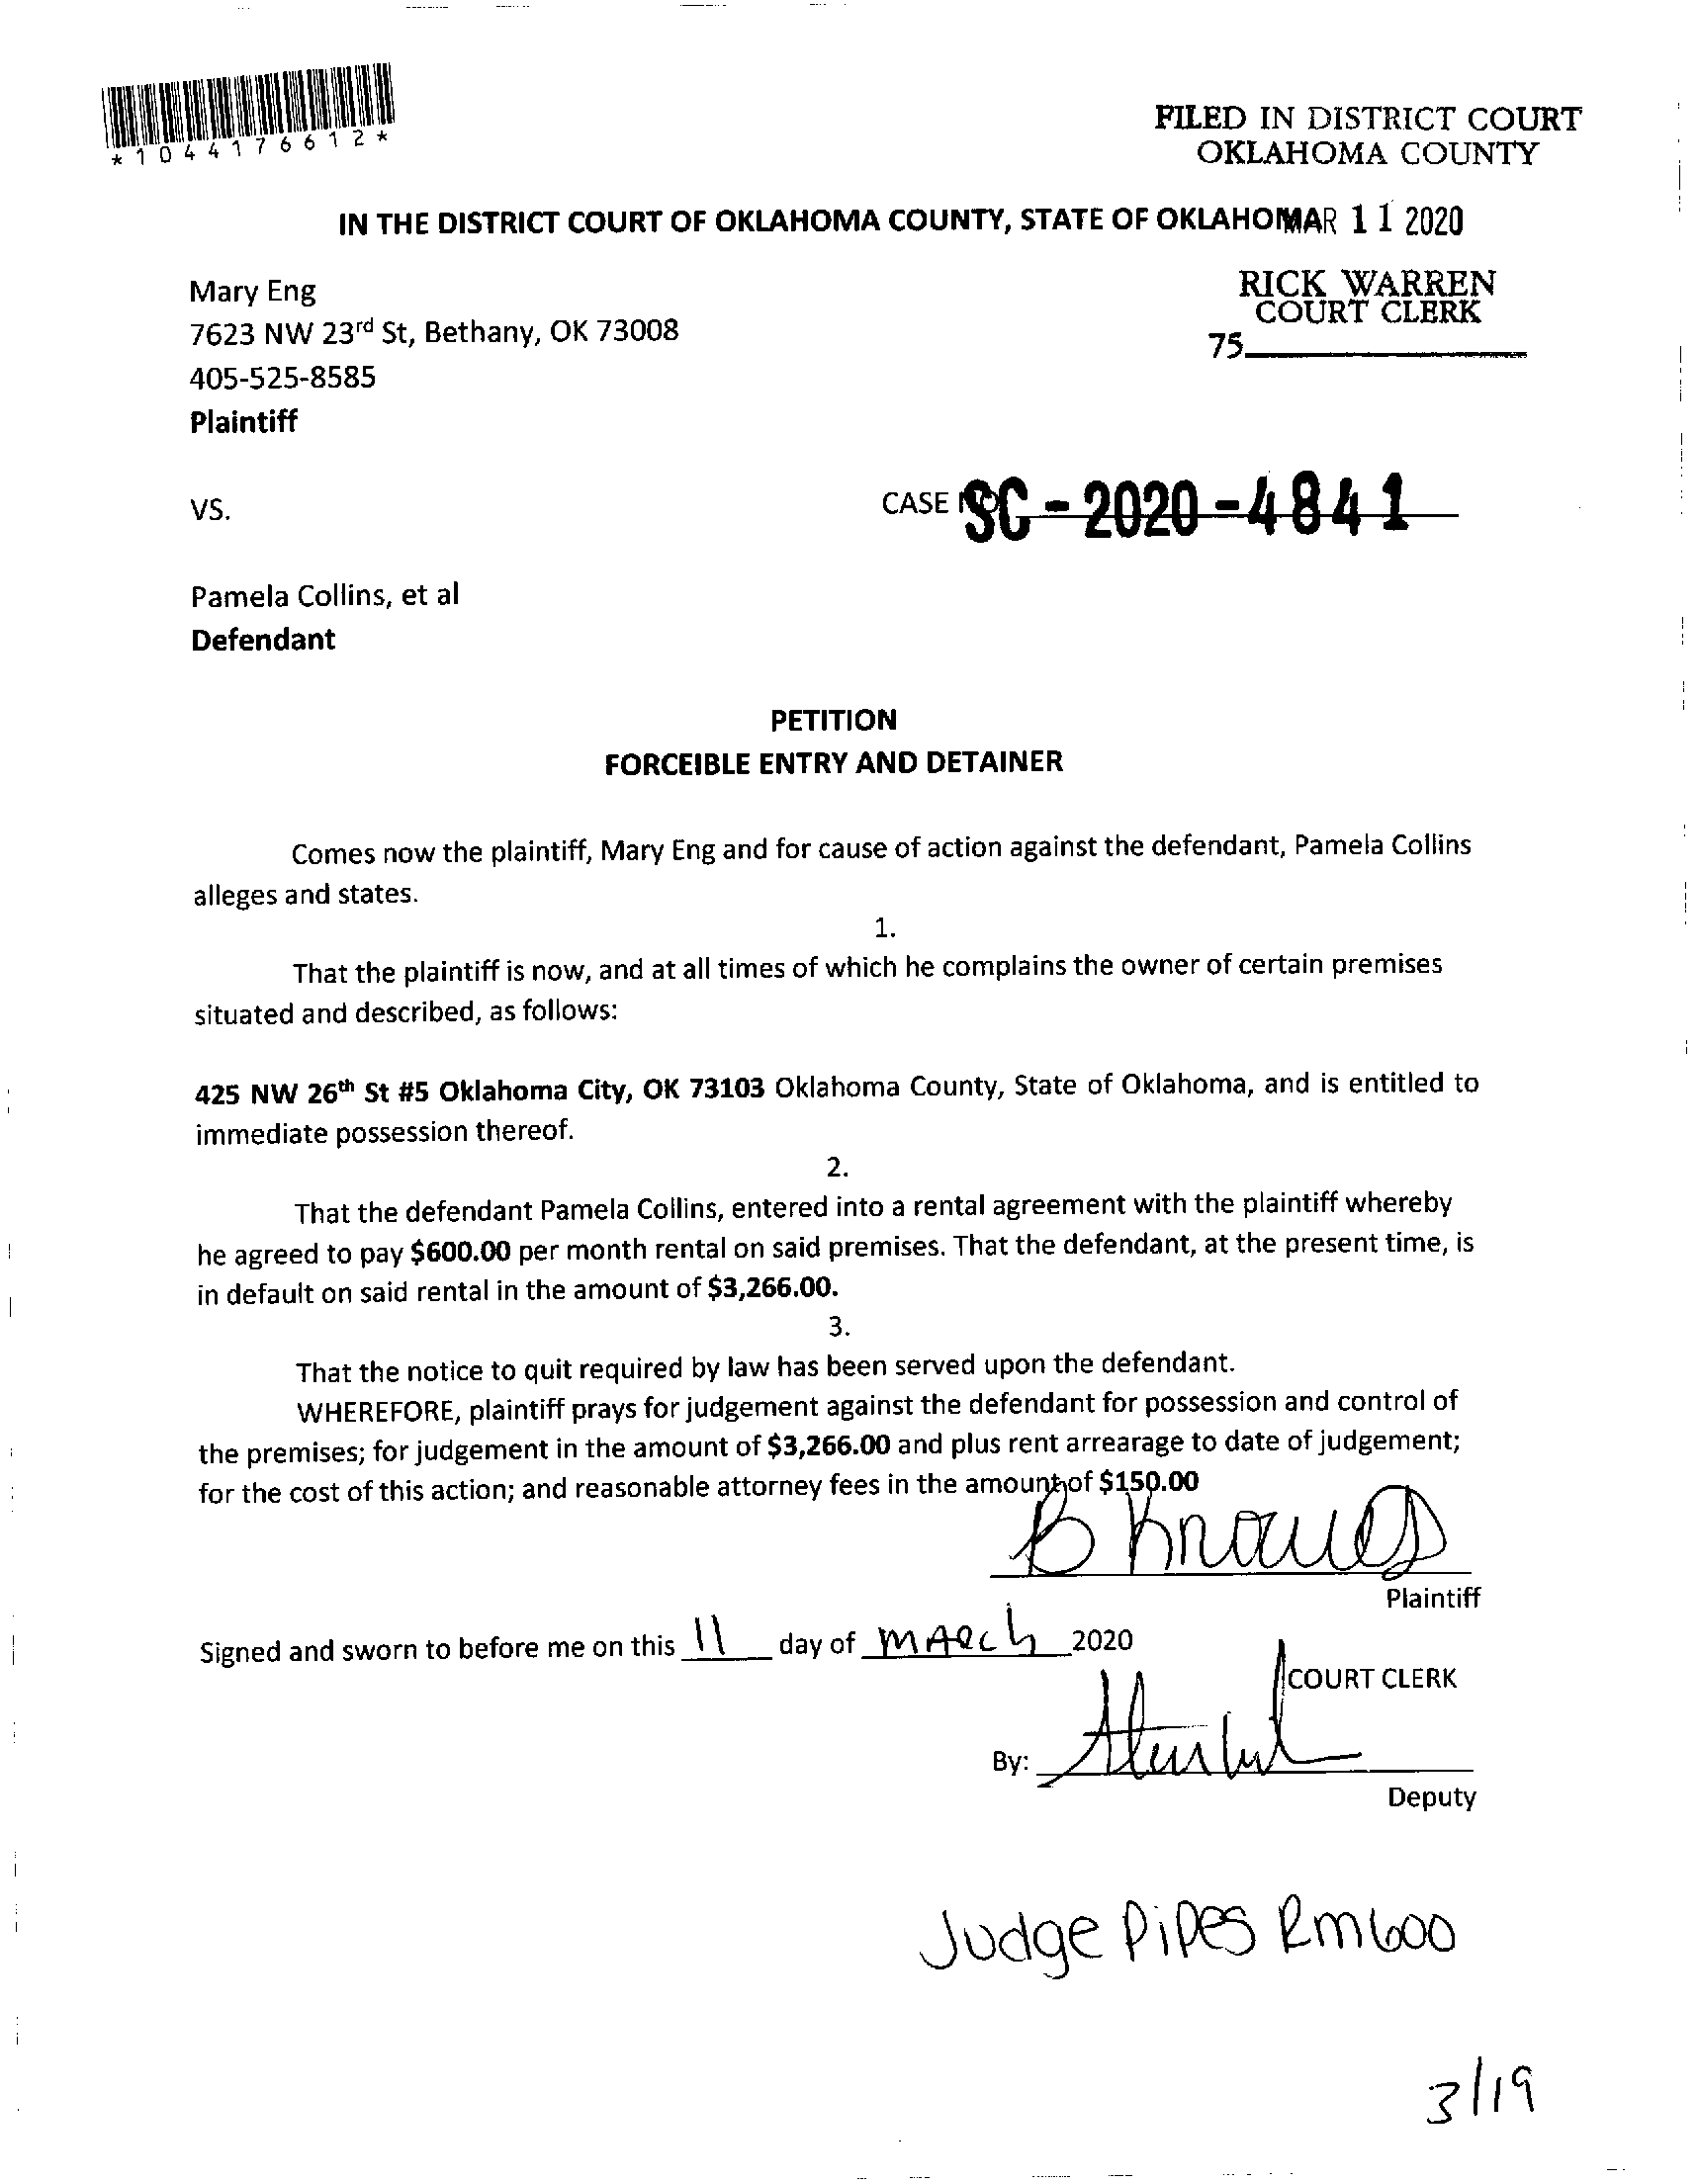 *1044176612*
FILED IN DISTRICT COURT
OKLAHOMA COUNTY
IN THE DISTRICT COURT OF OKLAHOMA COUNTY, STATE OF OKLAHOMA
MAR 11 2020
Mary Eng
7623 NW 23rd St, Bethany, OK 73008
405-525-8585
Plaintiff
RICK WARREN
COURT CLERK
75
VS.
CASE NO. SC-2020-4841
Pamela Collins, et al
Defendant
PETITION
FORCEIBLE ENTRY AND DETAINER
Comes now the plaintiff, Mary Eng and for cause of action against the defendant, Pamela Collins
alleges and states.
1.
That the plaintiff is now, and at all times of which he complains the owner of certain premises
situated and described, as follows:
425 NW 26th St #5 Oklahoma City, OK 73103 Oklahoma County, State of Oklahoma, and is entitled to
immediate possession thereof.
2.
That the defendant Pamela Collins, entered into a rental agreement with the plaintiff whereby
he agreed to pay $600.00 per month rental on said premises. That the defendant, at the present time, is
in default on said rental in the amount of $3,266.00.
3.
That the notice to quit required by law has been served upon the defendant.
WHEREFORE, plaintiff prays for judgement against the defendant for possession and control of
the premises; for judgement in the amount of $3,266.00 and plus rent arrearage to date of judgement;
for the cost of this action; and reasonable attorney fees in the amount of $150.00
B Knowles
Plaintiff
Signed and sworn to before me on this 11 day of MARCh 2020
COURT CLERK
By:
Deputy
Judge Pipes Rm600
3/19